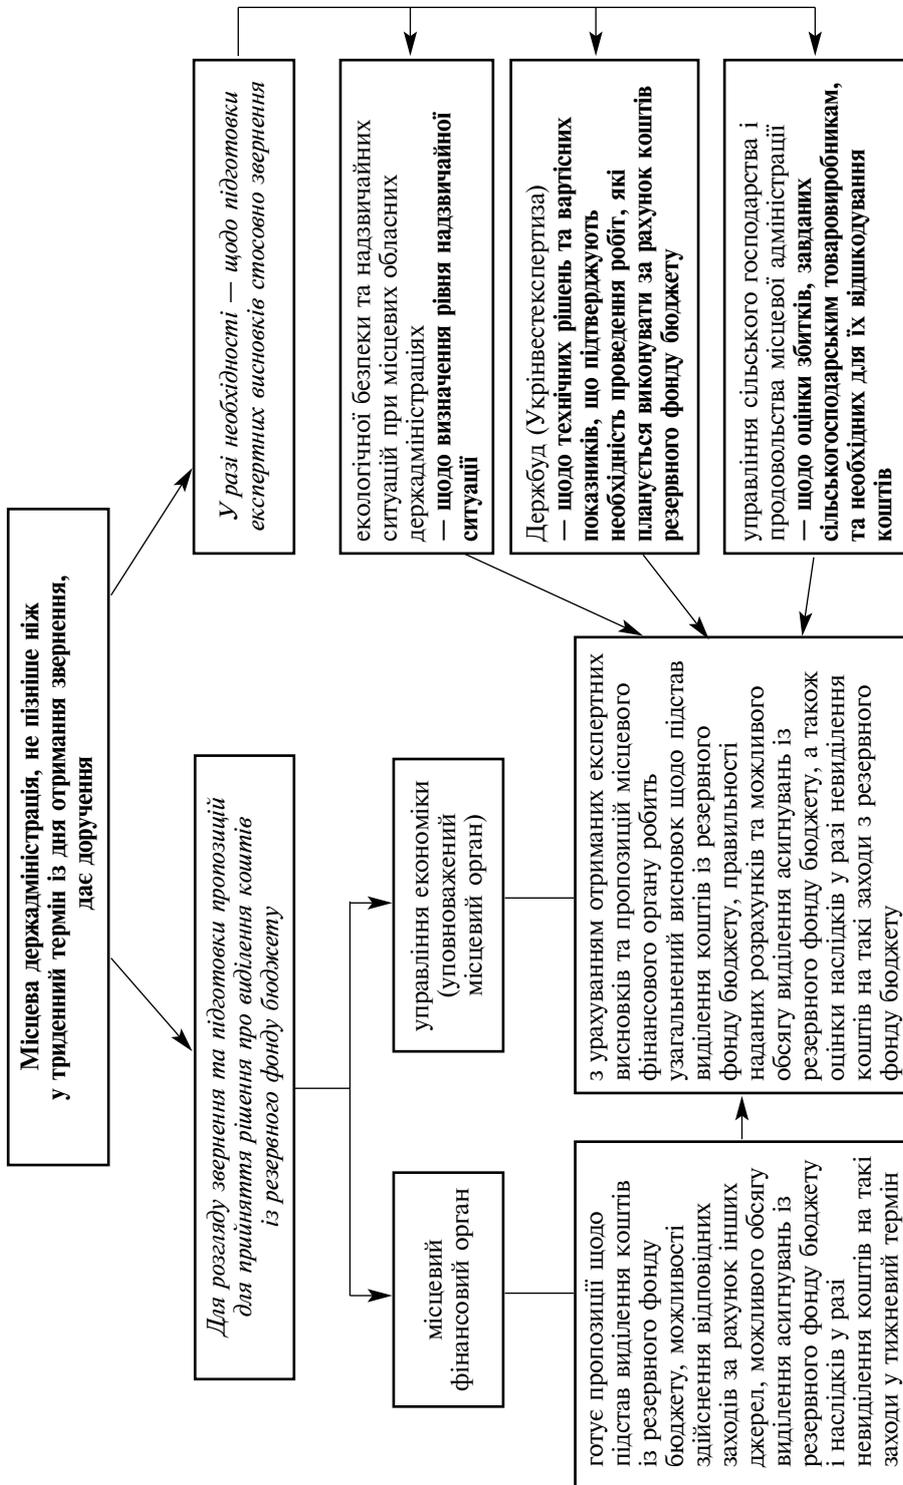 Місцева держадміністрація, не пізніше ніж
у триденний термін із дня отримання звернення,
дає доручення
Для розгляду звернення та підготовки пропозицій
для прийняття рішення про виділення коштів
із резервного фонду бюджету
У разі необхідності — щодо підготовки
експертних висновків стосовно звернення
місцевий
фінансовий орган
управління економіки
(уповноважений
місцевий орган)
екологічної безпеки та надзвичайних
ситуацій при місцевих обласних
держадміністраціях
— щодо визначення рівня надзвичайної
ситуації
Держбуд (Укрінвестекспертиза)
— щодо технічних рішень та вартісних
показників, що підтверджують
необхідність проведення робіт, які
планується виконувати за рахунок коштів
резервного фонду бюджету
управління сільського господарства і
продовольства місцевої адміністрації
— щодо оцінки збитків, завданих
сільськогосподарським товаровиробникам,
та необхідних для їх відшкодування
коштів
готує пропозиції щодо
підстав виділення коштів
із резервного фонду
бюджету, можливості
здійснення відповідних
заходів за рахунок інших
джерел, можливого обсягу
виділення асигнувань із
резервного фонду бюджету
і наслідків у разі
невиділення коштів на такі
заходи у тижневий термін
з урахуванням отриманих експертних
висновків та пропозицій місцевого
фінансового органу робить
узагальнений висновок щодо підстав
виділення коштів із резервного
фонду бюджету, правильності
наданих розрахунків та можливого
обсягу виділення асигнувань із
резервного фонду бюджету, а також
оцінки наслідків у разі невиділення
коштів на такі заходи з резервного
фонду бюджету